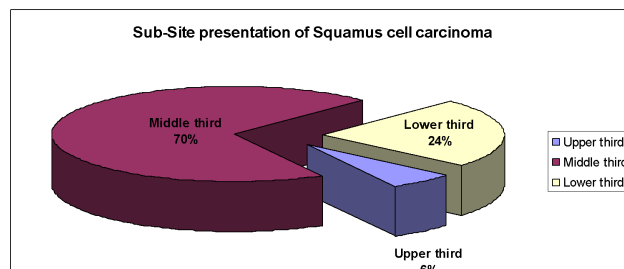 Sub-Site presentation of Squamus cell carcinoma
Middle third
70%
Lower third
24%
Upper third
6%
Upper third
Middle third
Lower third